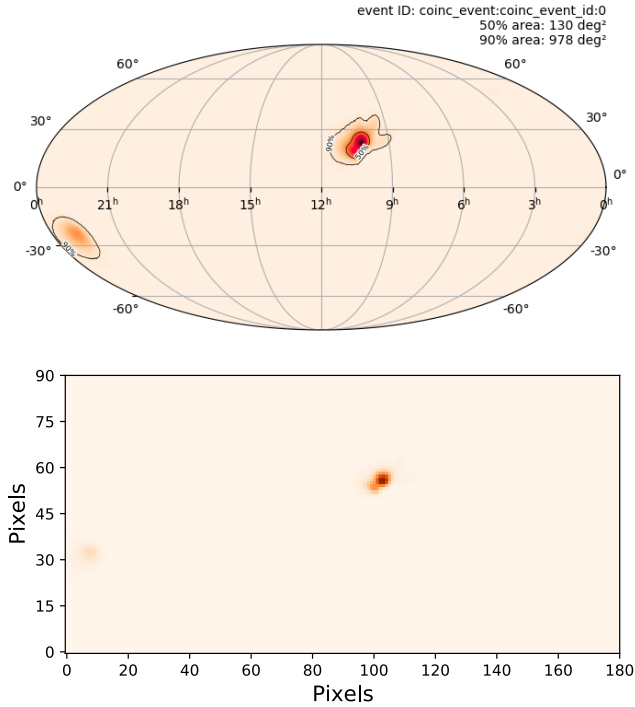 event ID: coinc_event:coinc_event_id:0
50% area: 130 deg²
90% area: 978 deg²
60° 60°
30° 30°
90% 50%
0° 0°
0ʰ 21ʰ 18ʰ 15ʰ 12ʰ 9ʰ 6ʰ 3ʰ 0ʰ
90%
-30° -30°
-60° -60°
90
75
60
45
30
15
0
Pixels
0 20 40 60 80 100 120 140 160 180
Pixels